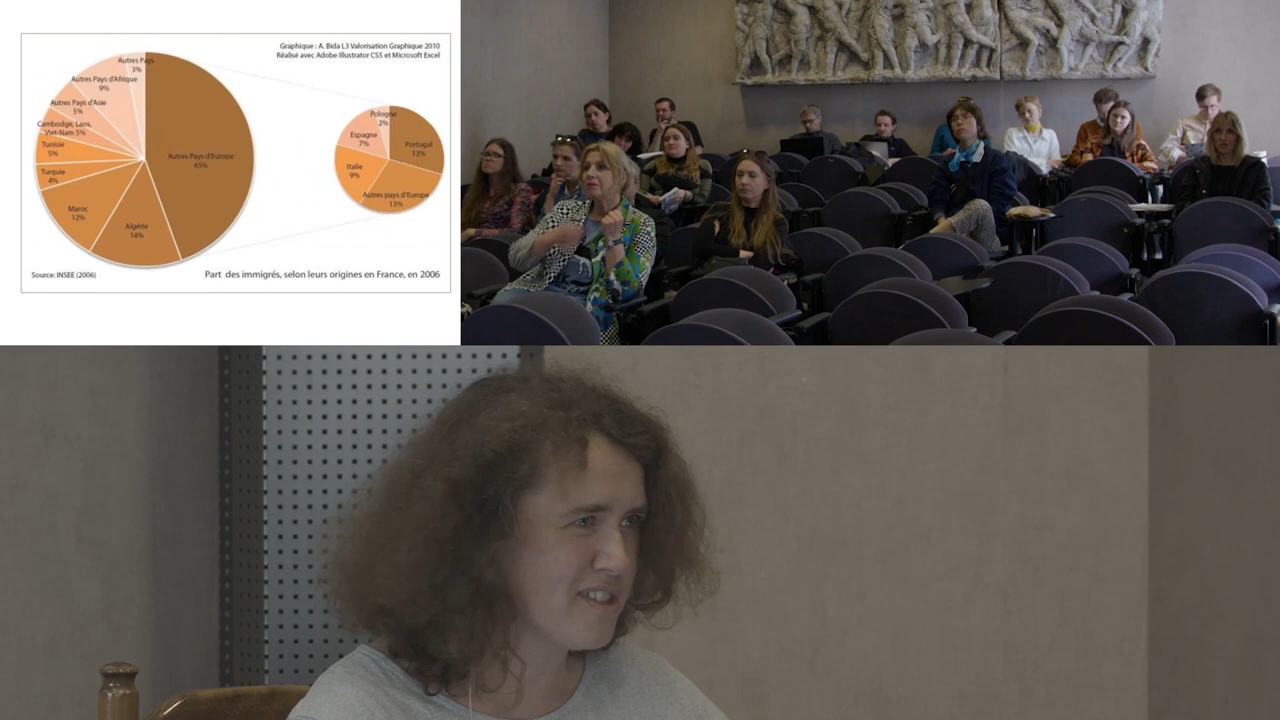 Graphique : A. Bida L3 Valorisation Graphique 2010
Réalisé avec Adobe Illustrator CS5 et Microsoft Excel
Autres Pays
3%
Autres Pays d'Afrique
9%
Autres Pays d'Asie
5%
Cambodge, Laos,
Viet-Nam 5%
Tunisie
5%
Turquie
4%
Maroc
12%
Algérie
14%
Autres Pays d'Europe
45%
Pologne
2%
Espagne
7%
Italie
9%
Portugal
13%
Autres pays d'Europe
13%
Source: INSEE (2006)
Part des immigrés, selon leurs origines en France, en 2006